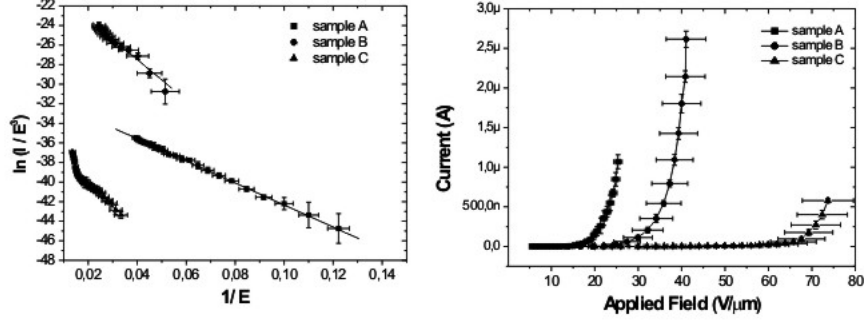 -22
-24
-26
-28
-30
-32
-34
-36
-38
-40
-42
-44
-46
ln (I / E³)
sample A
sample B
sample C
0,02 0,04 0,06 0,08 0,10 0,12 0,14
1/ E
3,0µ
2,5µ
2,0µ
1,5µ
1,0µ
500,0n
0,0
Current (A)
sample A
sample B
sample C
10 20 30 40 50 60 70 80
Applied Field (V/µm)